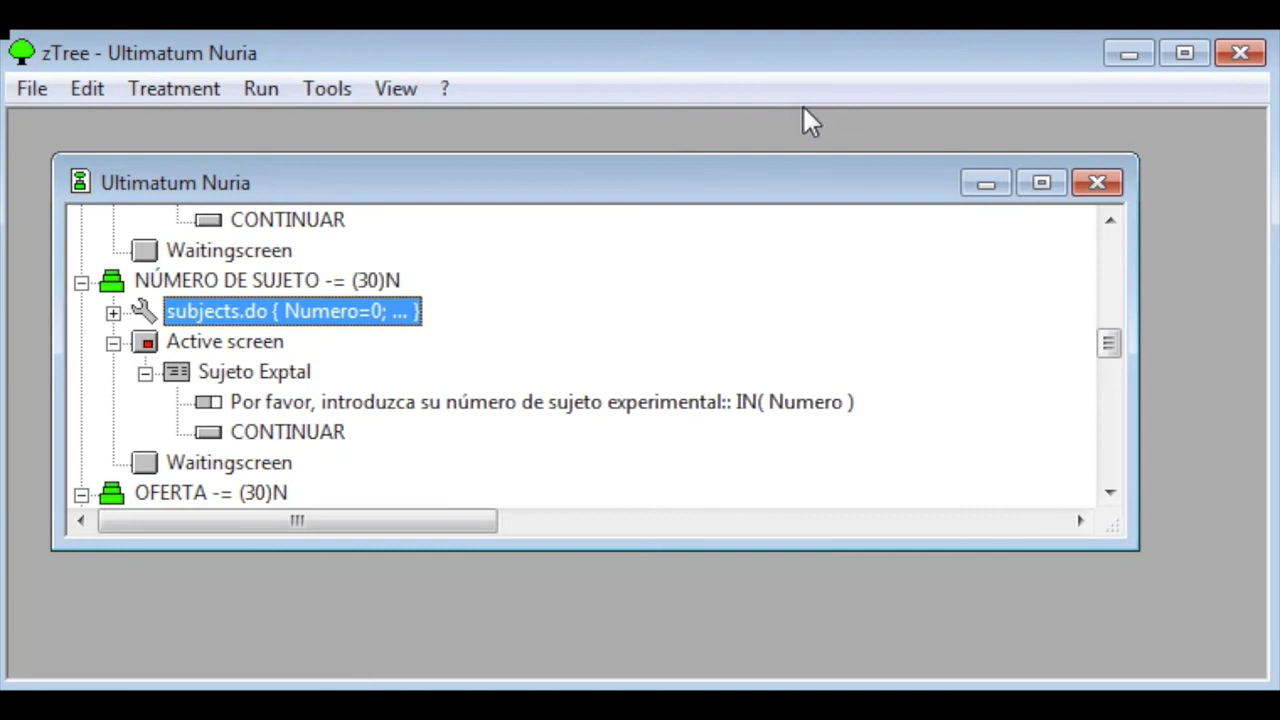 zTree - Ultimatum Nuria
File Edit Treatment Run Tools View ?
Ultimatum Nuria
CONTINUAR
Waitingscreen
NÚMERO DE SUJETO -= (30)N
subjects.do { Numero=0; ... }
Active screen
Sujeto Exptal
Por favor, introduzca su número de sujeto experimental:: IN( Numero )
CONTINUAR
Waitingscreen
OFERTA -= (30)N